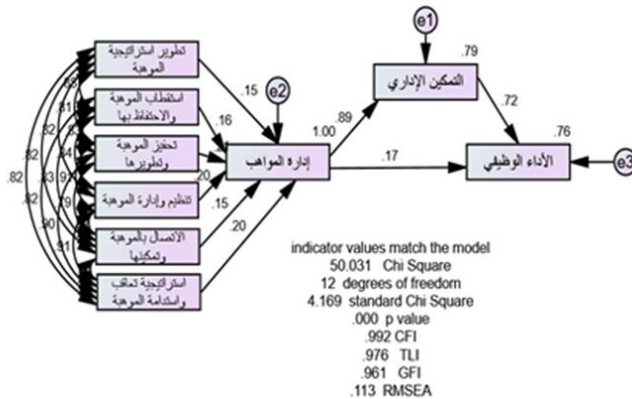 e1
.79
التمكين الإداري
تطوير استراتيجية
الموهبة
.15
e2
.89
.72
استقطاب الموهبة
والاحتفاظ بها
.16
1.00
.76
تحفيز الموهبة
وتطويرها
إدارة المواهب
.17
الأداء الوظيفي
e3
.20
تنظيم وإدارة الموهبة
.15
الاتصال بالموهبة
وتمكينها
.20
استراتيجية تعاقب
واستدامة الموهبة
.82
.82
.82
.90
.91
indicator values match the model
50.031 Chi Square
12 degrees of freedom
4.169 standard Chi Square
.000 p value
.992 CFI
.976 TLI
.961 GFI
.113 RMSEA